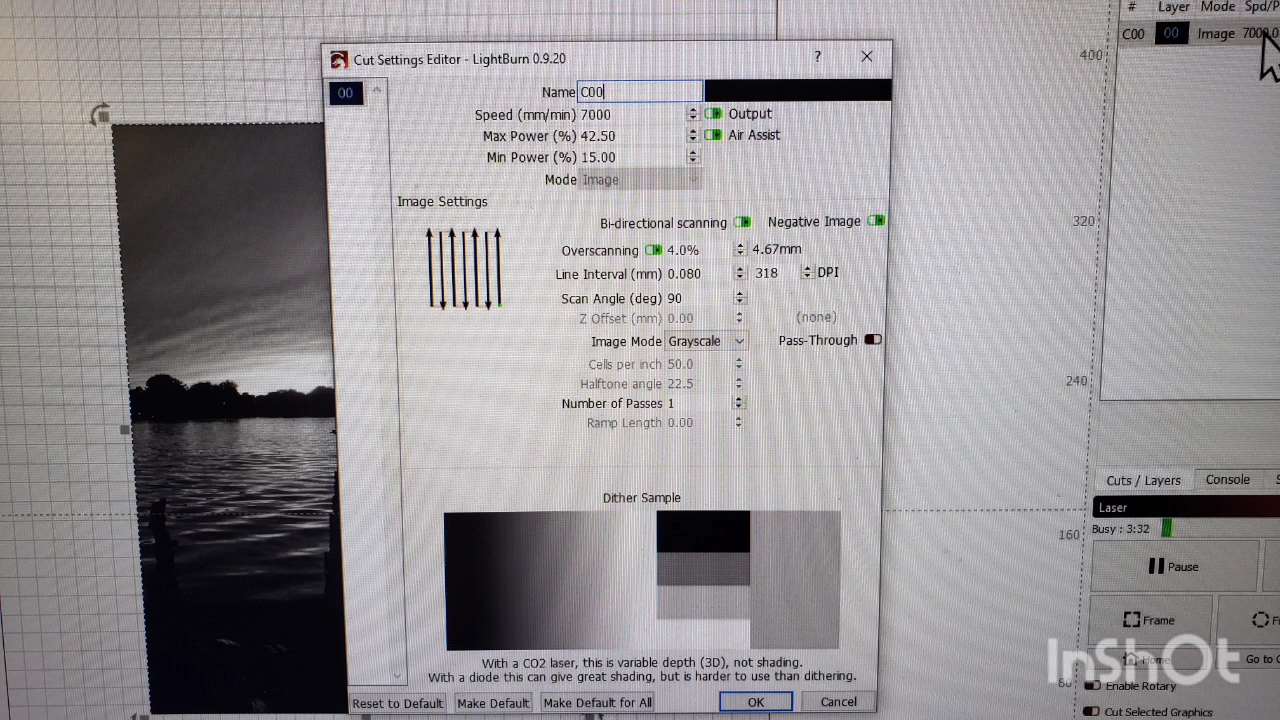 # Layer Mode Spd/P
C00 00 Image 7000.0
400
320
240
160
80
Cut Settings Editor - LightBurn 0.9.20
? ×
00
Name C00
Speed (mm/min) 7000 Output
Max Power (%) 42.50 Air Assist
Min Power (%) 15.00
Mode Image
Image Settings
Bi-directional scanning Negative Image
Overscanning 4.0% 4.67mm
Line Interval (mm) 0.080 318 DPI
Scan Angle (deg) 90
Z Offset (mm) 0.00 (none)
Image Mode Grayscale Pass-Through
Cells per inch 50.0
Halftone angle 22.5
Number of Passes 1
Ramp Length 0.00
Dither Sample
With a CO2 laser, this is variable depth (3D), not shading.
With a diode this can give great shading, but is harder to use than dithering.
Reset to Default Make Default Make Default for All OK Cancel
Cuts / Layers Console
Laser
Busy : 3:32
Pause
Frame
Home Go to
Enable Rotary
Cut Selected Graphics
InShOt